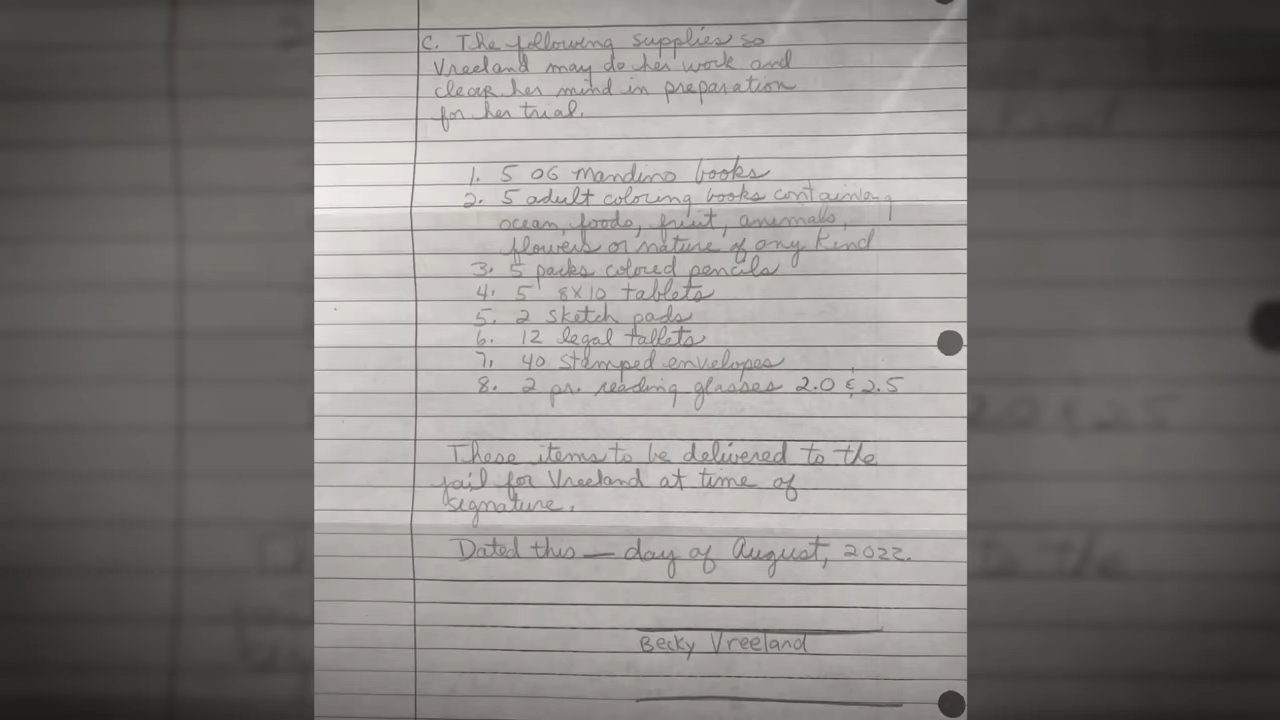 C. The following supplies so
Vreeland may do her work and
clear her mind in preparation
for her trial.
1. 5 OG Mandino books
2. 5 adult coloring books containing
ocean, foods, fruit, animals,
flowers or nature of any kind
3. 5 packs colored pencils
4. 5 8x10 tablets
5. 2 sketch pads
6. 12 legal tallets
7. 40 stamped envelopes
8. 2 pr. reading glasses 2.0 & 2.5
These items to be delivered to the
jail for Vreeland at time of
signature.
Dated this — day of August, 2022.
Becky Vreeland